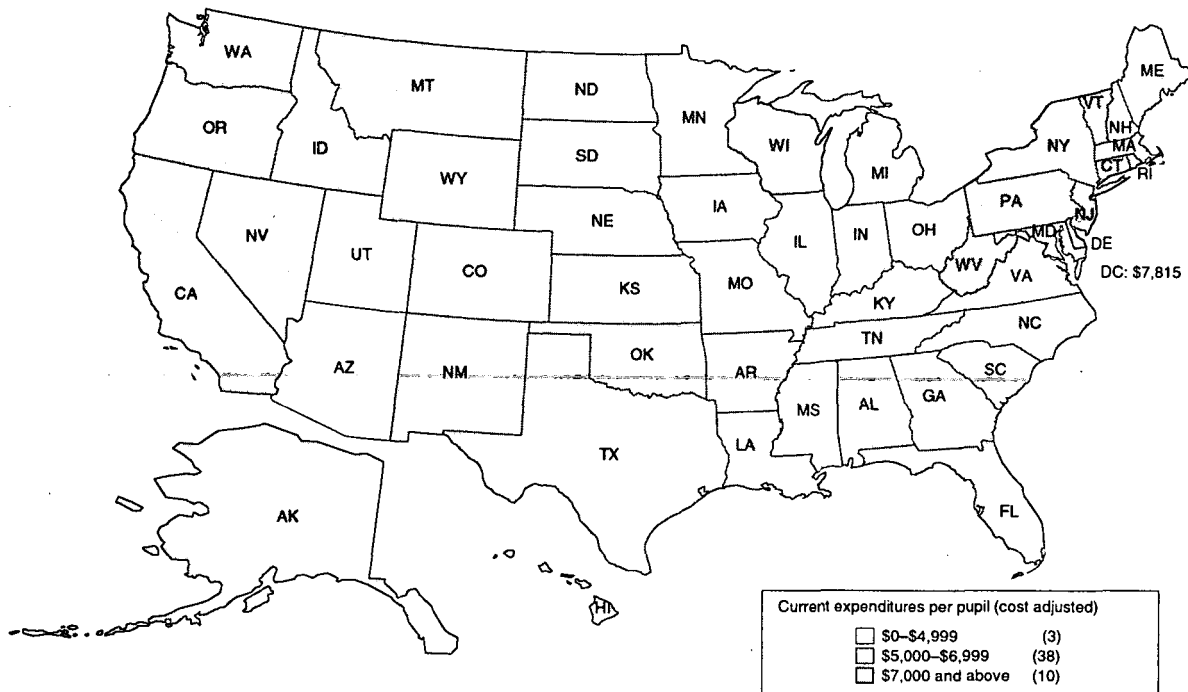 WA
MT
ND
MN
ME
VT
NH
OR
ID
SD
WI
MI
NY
MA
CT
RI
WY
IA
PA
NJ
NE
NV
UT
CO
IL
IN
OH
MD
DE
WV
VA
DC: $7,815
CA
KS
MO
KY
NC
TN
AZ
NM
OK
AR
SC
MS
AL
GA
TX
LA
FL
AK
HI
Current expenditures per pupil (cost adjusted)
$0–$4,999 (3)
$5,000–$6,999 (38)
$7,000 and above (10)